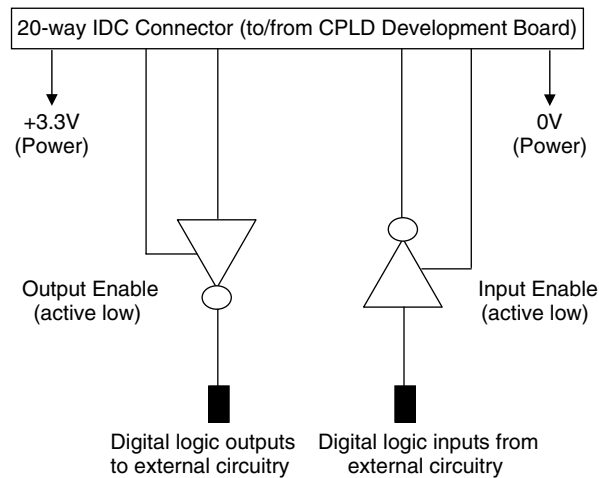 20-way IDC Connector (to/from CPLD Development Board)
+3.3V
(Power)
0V
(Power)
Output Enable
(active low)
Input Enable
(active low)
Digital logic outputs
to external circuitry
Digital logic inputs from
external circuitry